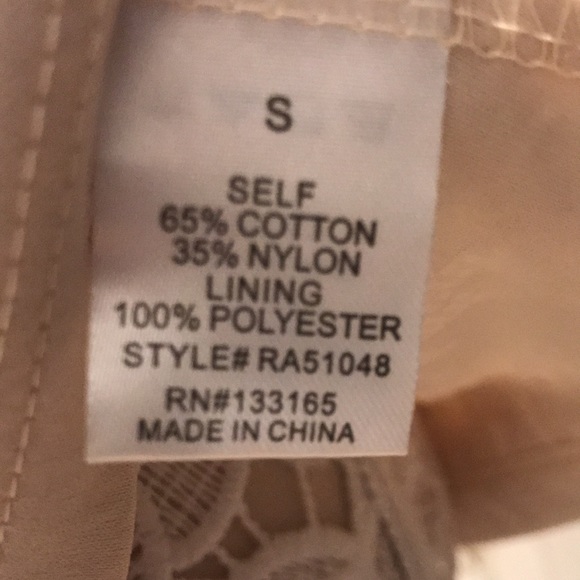 S
SELF
65% COTTON
35% NYLON
LINING
100% POLYESTER
STYLE# RA51048
RN#133165
MADE IN CHINA